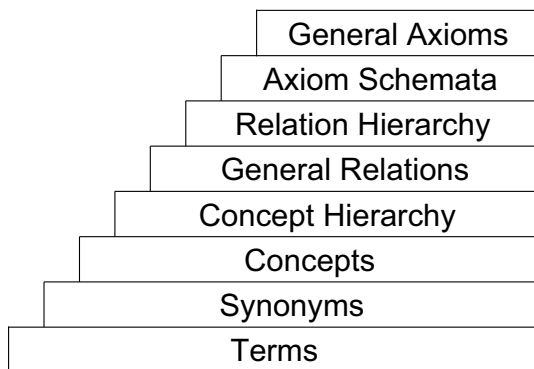 General Axioms
Axiom Schemata
Relation Hierarchy
General Relations
Concept Hierarchy
Concepts
Synonyms
Terms